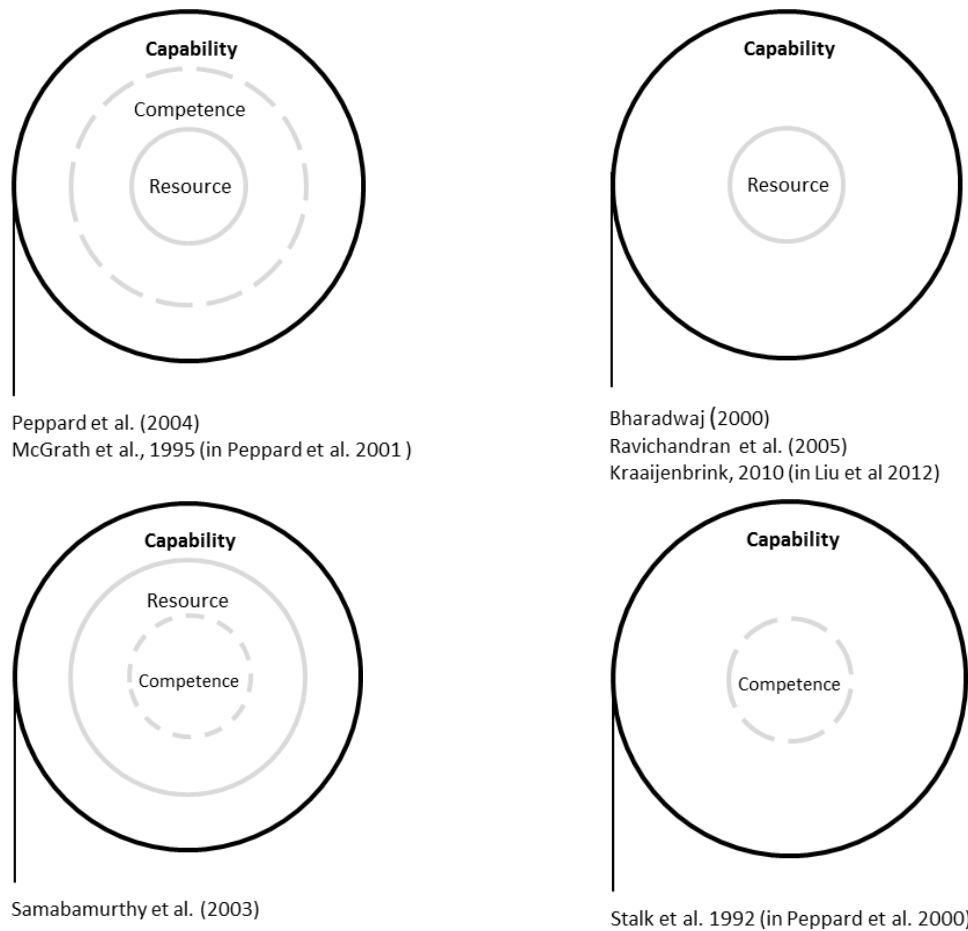 Capability
Competence
Resource
Peppard et al. (2004)
McGrath et al., 1995 (in Peppard et al. 2001)
Capability
Resource
Bharadwaj (2000)
Ravichandran et al. (2005)
Kraaijenbrink, 2010 (in Liu et al 2012)
Capability
Resource
Competence
Samabamurthy et al. (2003)
Capability
Competence
Stalk et al. 1992 (in Peppard et al. 2000)